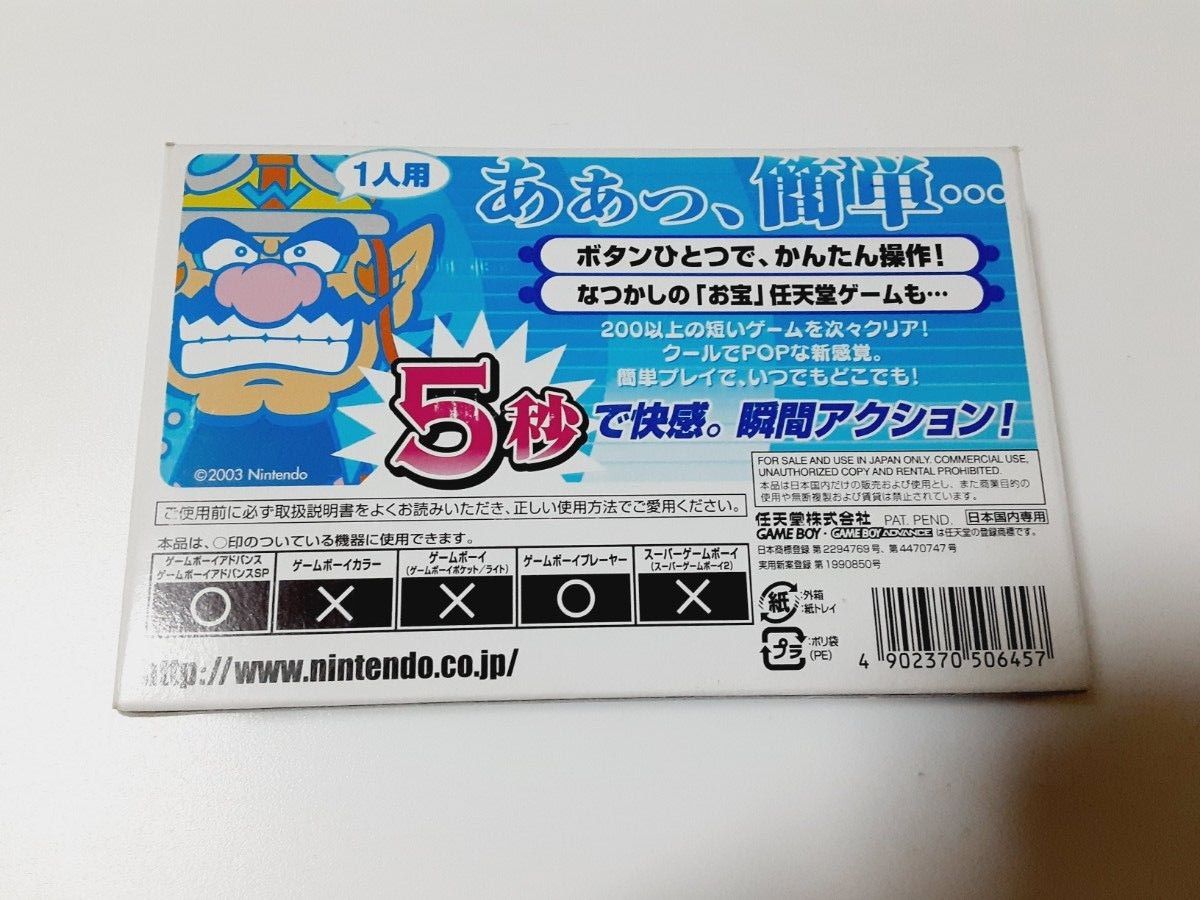 1人用
あぁっ、簡単…
ボタンひとつで、かんたん操作!
なつかしの「お宝」任天堂ゲームも…
200以上の短いゲームを次々クリア!
クールでPOPな新感覚。
簡単プレイで、いつでもどこでも!
5秒で快感。瞬間アクション!
©2003 Nintendo
ご使用前に必ず取扱説明書をよくお読みいただき、正しい使用方法でご愛用ください。
本品は、○印のついている機器に使用できます。
ゲームボーイアドバンス
ゲームボーイアドバンスSP
○
ゲームボーイカラー
×
ゲームボーイ
(ゲームボーイポケット/ライト)
×
ゲームボーイプレーヤー
○
スーパーゲームボーイ
(スーパーゲームボーイ2)
×
http://www.nintendo.co.jp/
FOR SALE AND USE IN JAPAN ONLY. COMMERCIAL USE,
UNAUTHORIZED COPY AND RENTAL PROHIBITED.
本品は日本国内だけの販売および使用とし、また商業目的の
使用や無断複製および賃貸は禁止されています。
任天堂株式会社 PAT. PEND. 日本国内専用
GAME BOY・GAME BOY ADVANCE は任天堂の登録商標です。
日本商標登録 第2294769号、第4470747号
実用新案登録 第1990850号
紙 :外箱
:紙トレイ
プラ :ポリ袋
(PE)
4 902370 506457